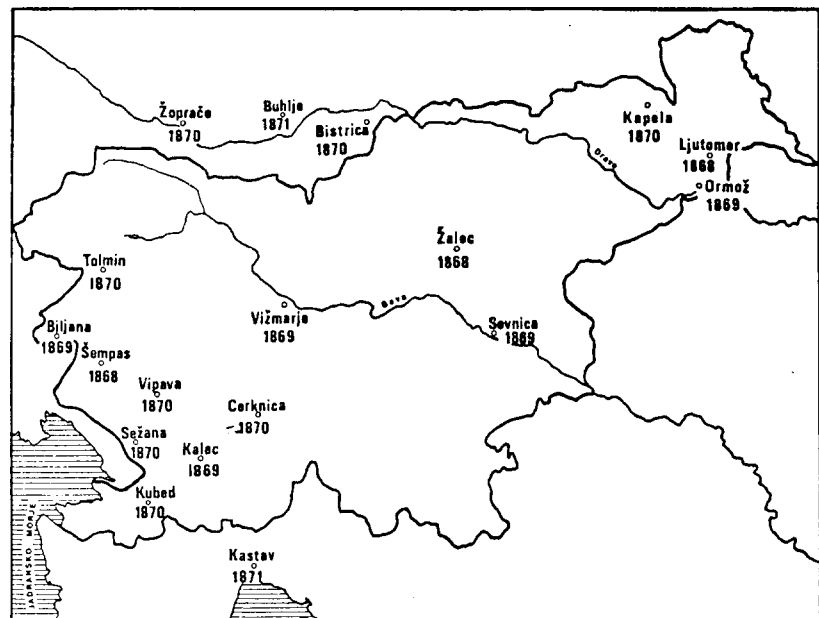 Žoprače
1870
Buhlje
1871
Bistrica
1870
Kapela
1870
Ljutomer
1868
Ormož
1869
Drava
Tolmin
1870
Žalec
1868
Vižmarje
1869
Sava
Sevnica
1869
Biljana
1869
Šempas
1868
Vipava
1870
Cerknica
1870
Sežana
1870
Kalec
1869
Kubed
1870
Kastav
1871
JADRANSKO MORJE